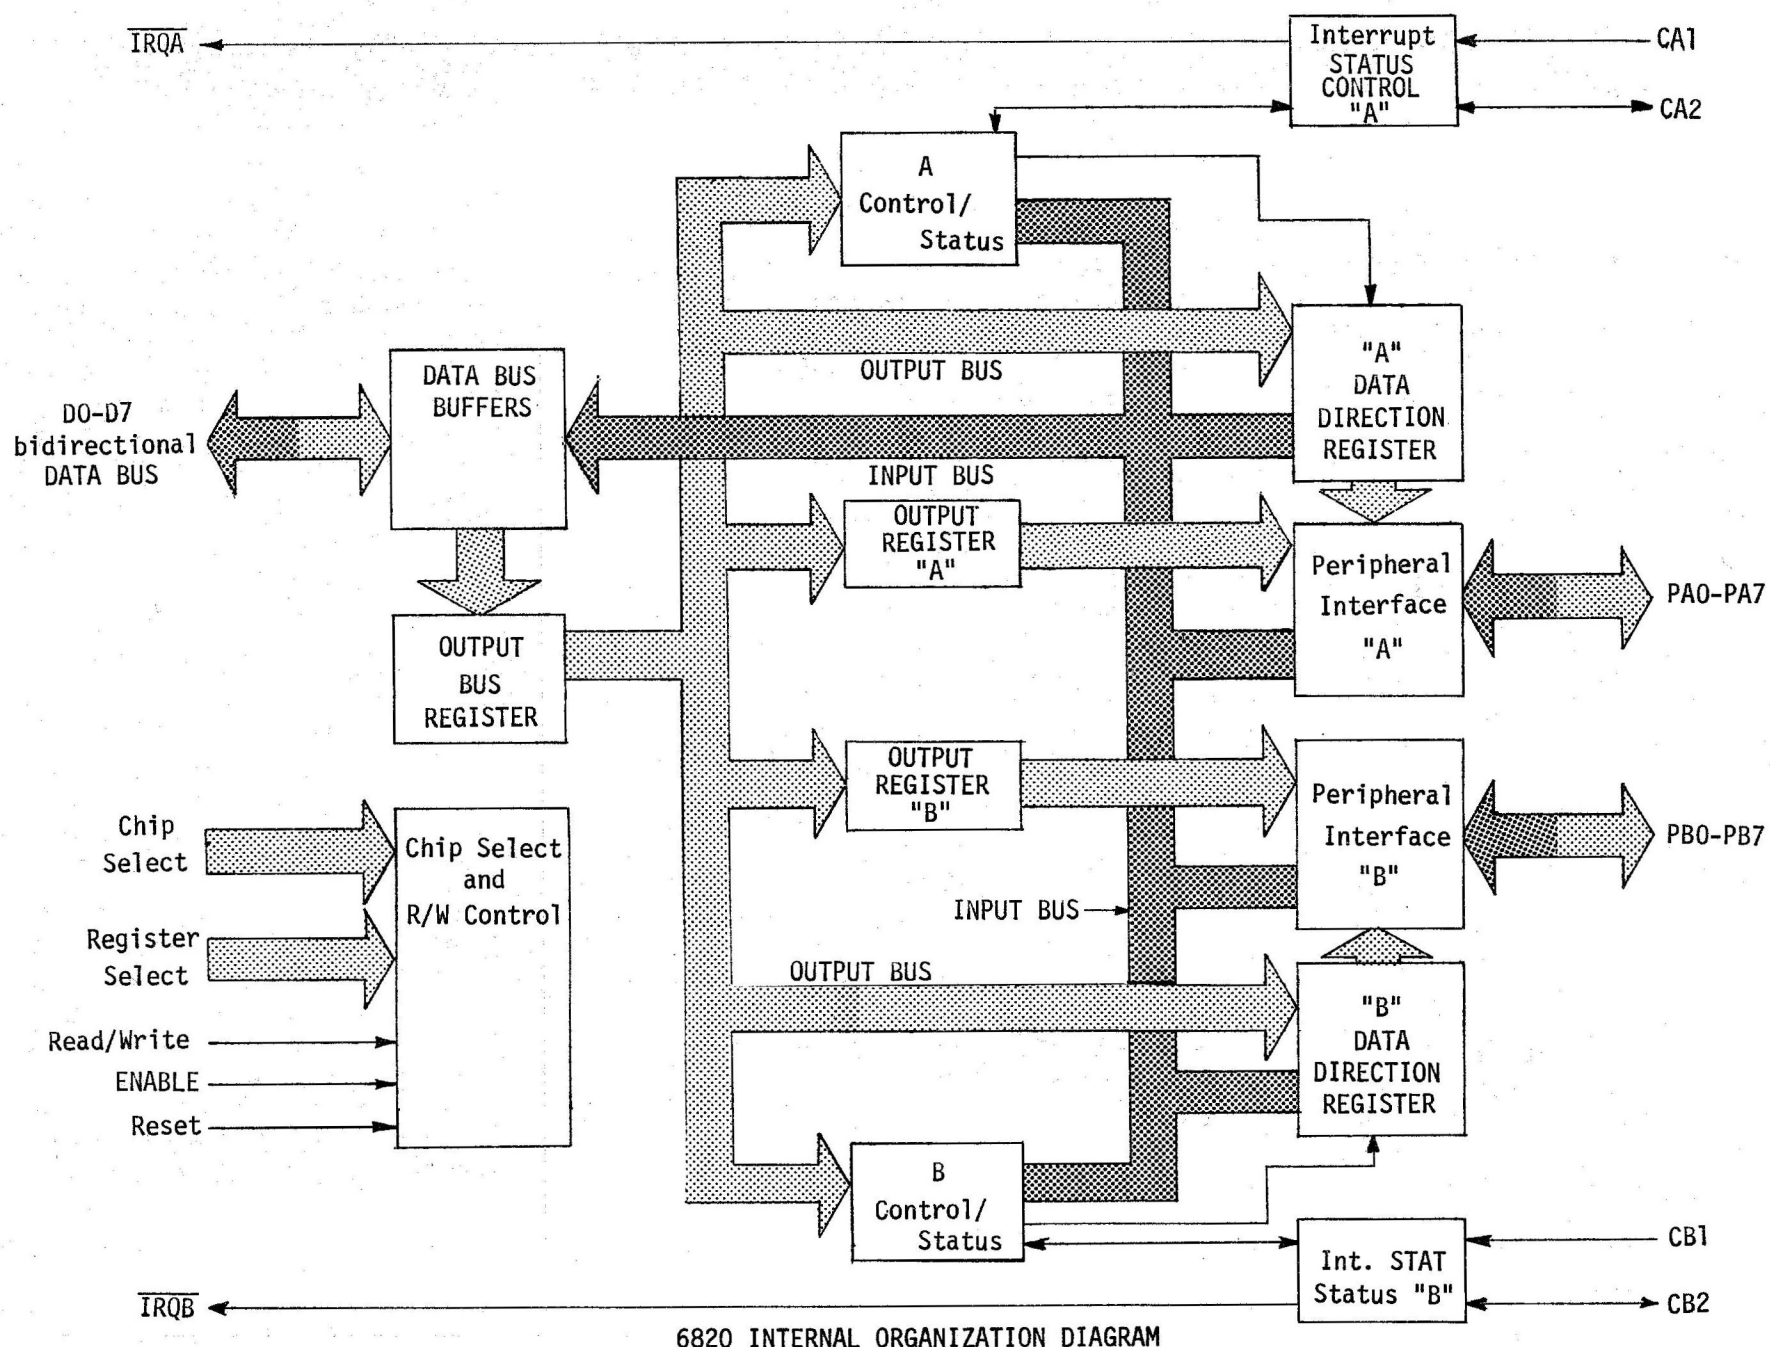 IRQA
Interrupt
STATUS
CONTROL
"A"
CA1
CA2
A
Control/
Status
OUTPUT BUS
"A"
DATA
DIRECTION
REGISTER
DATA BUS
BUFFERS
D0-D7
bidirectional
DATA BUS
INPUT BUS
OUTPUT
REGISTER
"A"
Peripheral
Interface
"A"
PA0-PA7
OUTPUT
BUS
REGISTER
OUTPUT
REGISTER
"B"
Peripheral
Interface
"B"
PB0-PB7
Chip
Select
Chip Select
and
R/W Control
Register
Select
INPUT BUS
OUTPUT BUS
"B"
DATA
DIRECTION
REGISTER
Read/Write
ENABLE
Reset
B
Control/
Status
Int. STAT
Status "B"
CB1
CB2
IRQB
6820 INTERNAL ORGANIZATION DIAGRAM